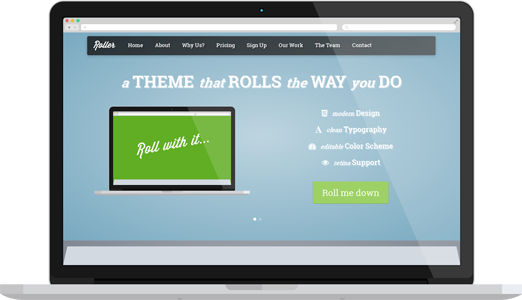 Roller Home About Why Us? Pricing Sign Up Our Work The Team Contact
a THEME that ROLLS the WAY you DO
Roll with it...
modern Design
clean Typography
editable Color Scheme
retina Support
Roll me down